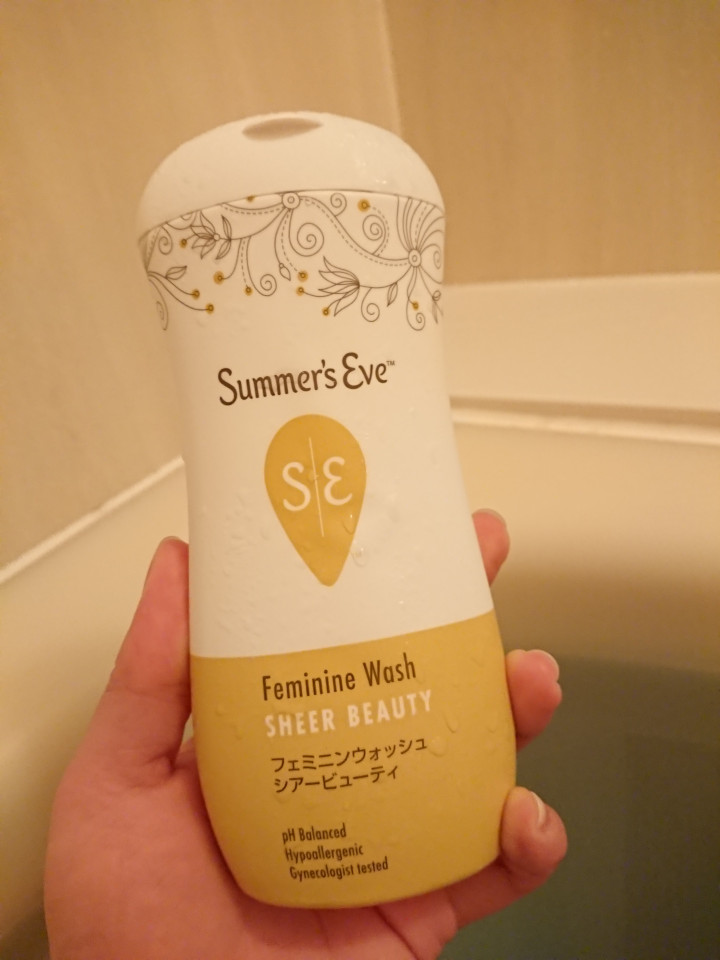 Summer's Eve™
S|E
Feminine Wash
SHEER BEAUTY
フェミニンウォッシュ
シアービューティ
pH Balanced
Hypoallergenic
Gynecologist tested